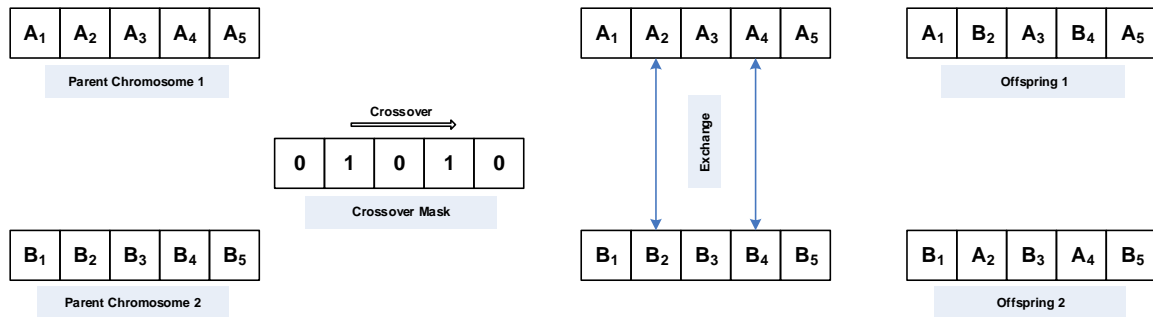 A₁ A₂ A₃ A₄ A₅
Parent Chromosome 1
Crossover
0 1 0 1 0
Crossover Mask
B₁ B₂ B₃ B₄ B₅
Parent Chromosome 2
A₁ A₂ A₃ A₄ A₅
Exchange
B₁ B₂ B₃ B₄ B₅
A₁ B₂ A₃ B₄ A₅
Offspring 1
B₁ A₂ B₃ A₄ B₅
Offspring 2